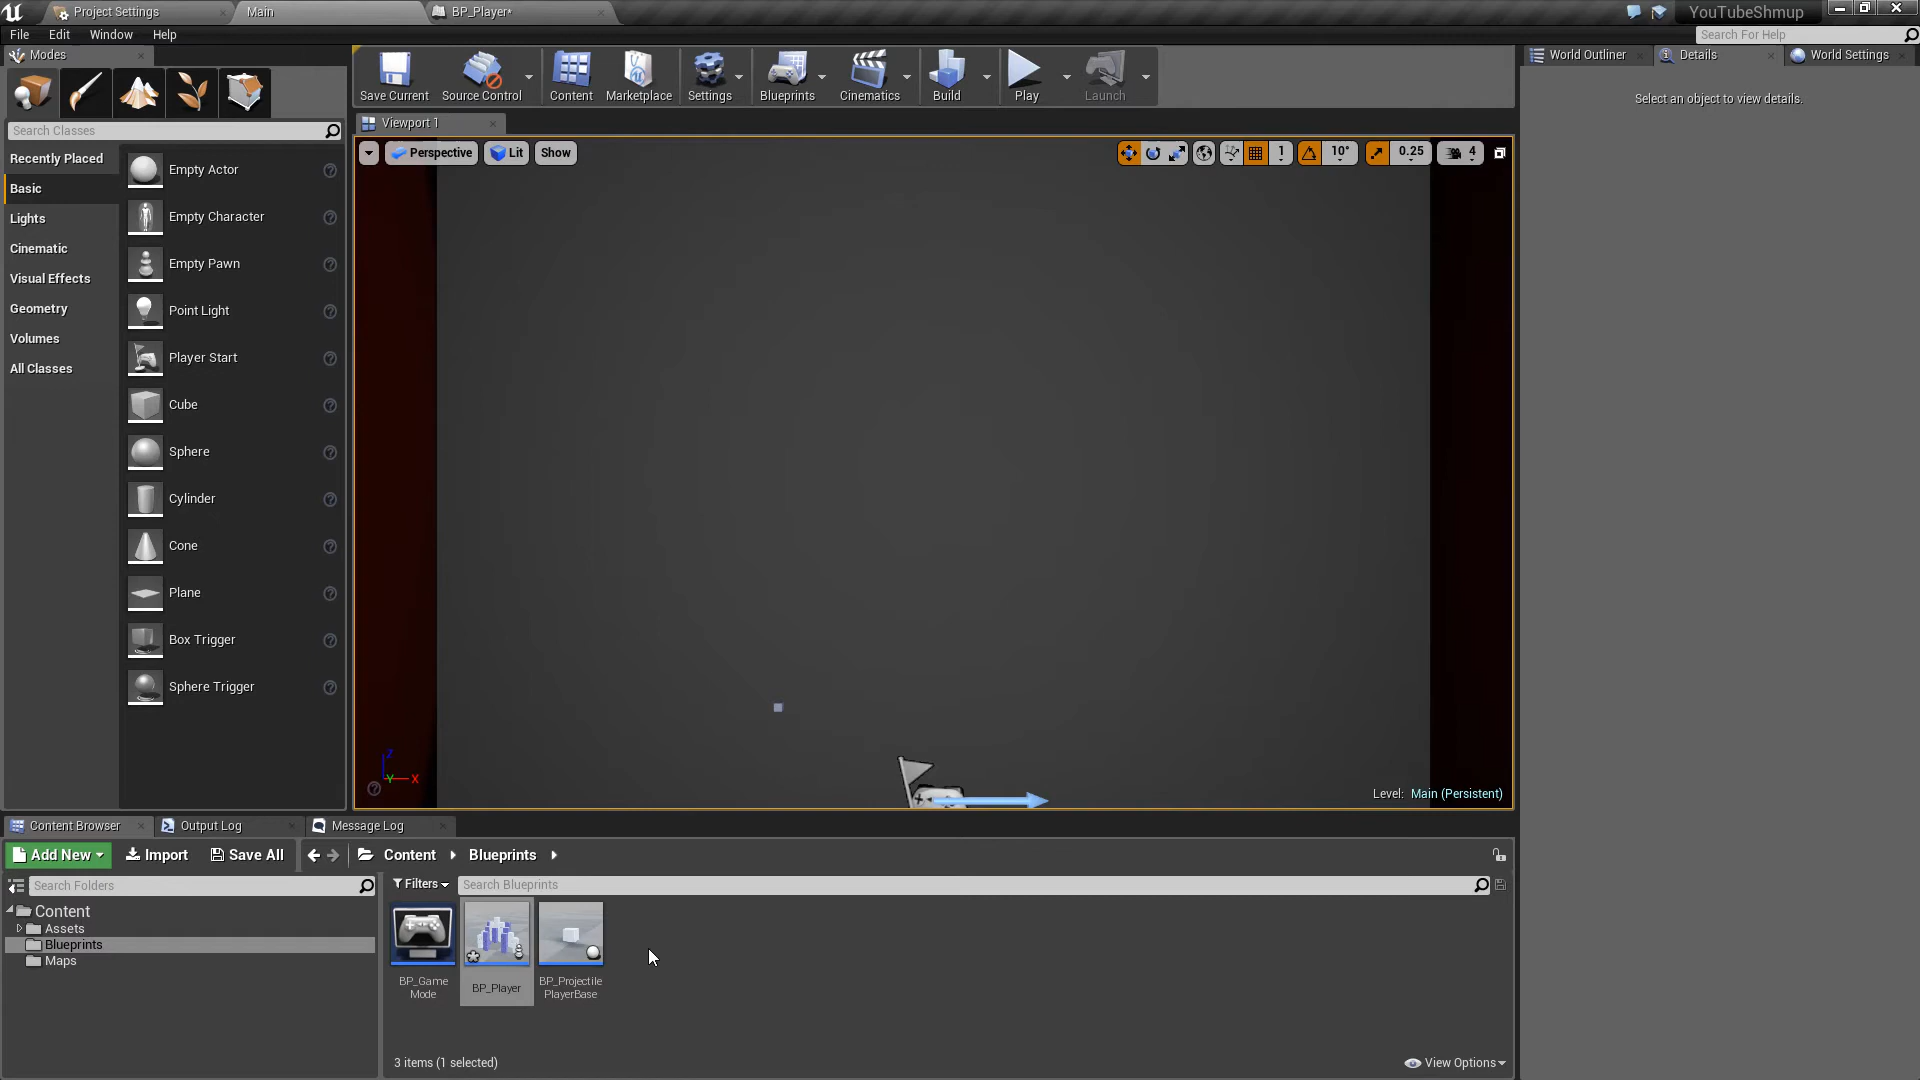 Project Settings
Main
BP_Player*
YouTubeShmup
File
Edit
Window
Help
Search For Help
Modes
Save Current
Source Control
Content
Marketplace
Settings
Blueprints
Cinematics
Build
Play
Launch
World Outliner
Details
World Settings
Select an object to view details.
Search Classes
Viewport 1
Perspective
Lit
Show
1
10°
0.25
4
Recently Placed
Basic
Lights
Cinematic
Visual Effects
Geometry
Volumes
All Classes
Empty Actor
Empty Character
Empty Pawn
Point Light
Player Start
Cube
Sphere
Cylinder
Cone
Plane
Box Trigger
Sphere Trigger
Z
Y
X
Level: Main (Persistent)
Content Browser
Output Log
Message Log
Add New
Import
Save All
Content
Blueprints
Search Folders
Filters
Search Blueprints
Content
Assets
Blueprints
Maps
BP_Game
Mode
BP_Player
BP_Projectile
PlayerBase
3 items (1 selected)
View Options